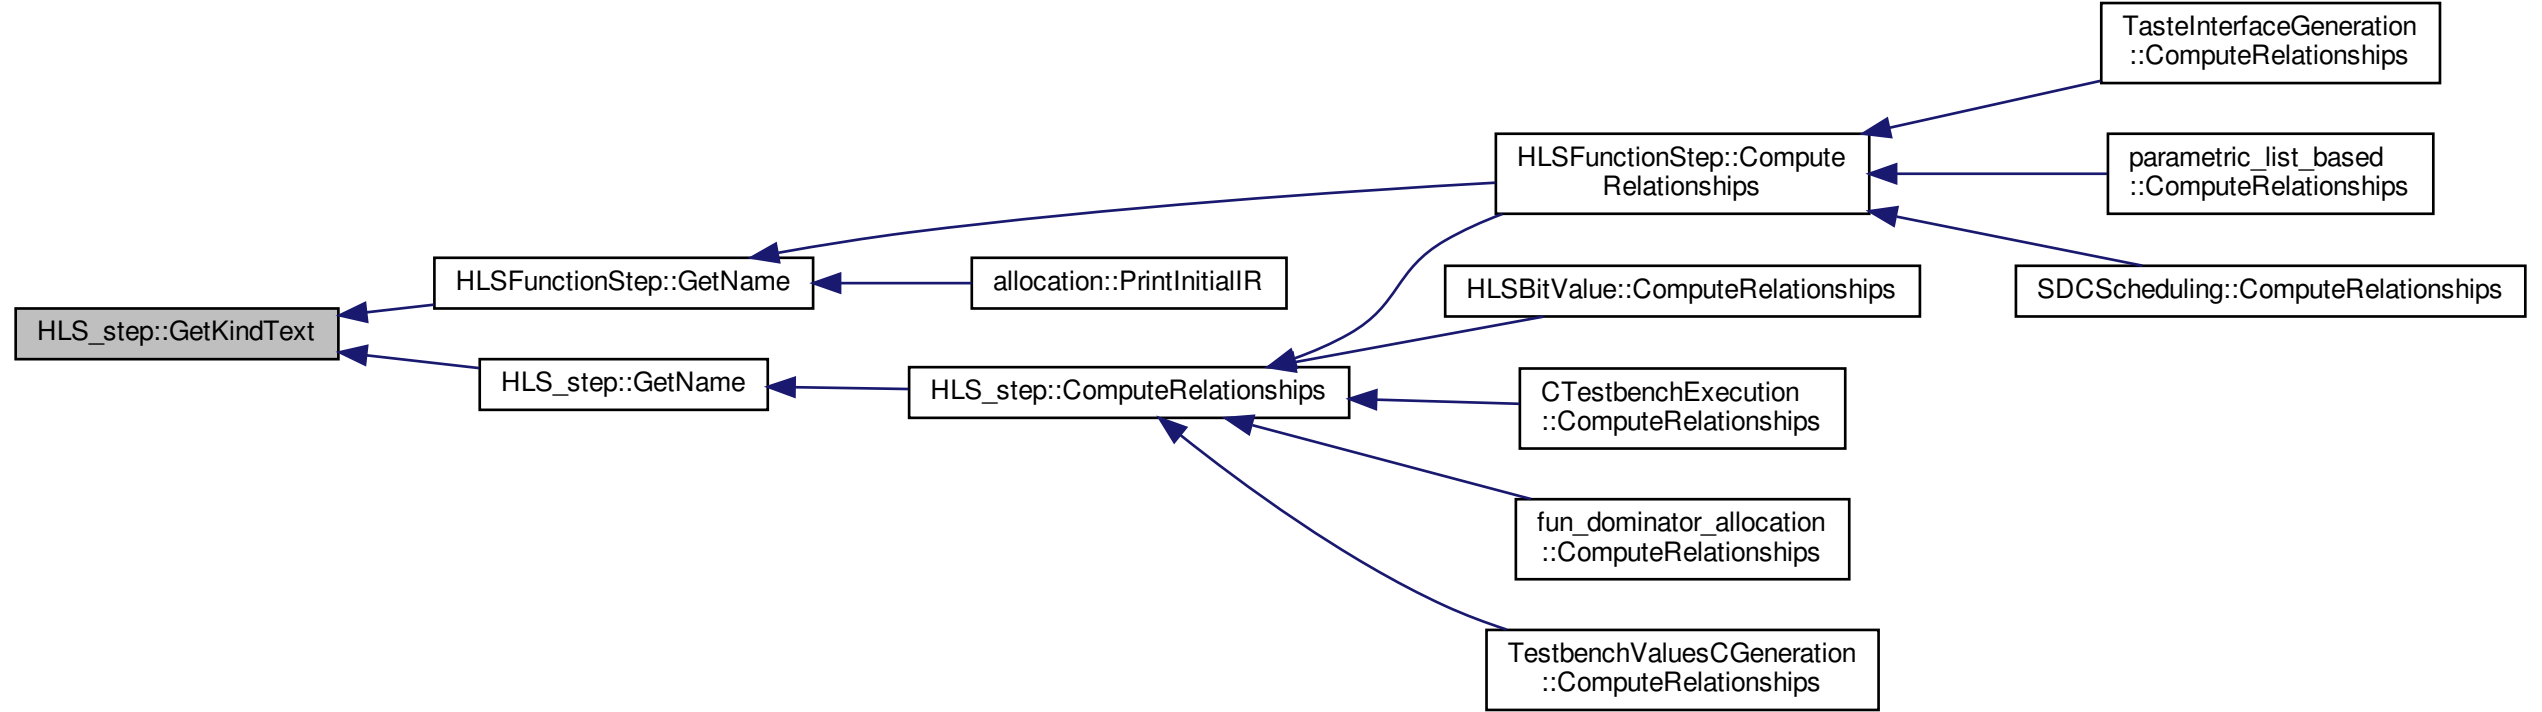 TasteInterfaceGeneration
::ComputeRelationships
HLSFunctionStep::Compute
Relationships
parametric_list_based
::ComputeRelationships
HLSFunctionStep::GetName
allocation::PrintInitialIR
HLSBitValue::ComputeRelationships
SDCScheduling::ComputeRelationships
HLS_step::GetKindText
HLS_step::GetName
HLS_step::ComputeRelationships
CTestbenchExecution
::ComputeRelationships
fun_dominator_allocation
::ComputeRelationships
TestbenchValuesCGeneration
::ComputeRelationships